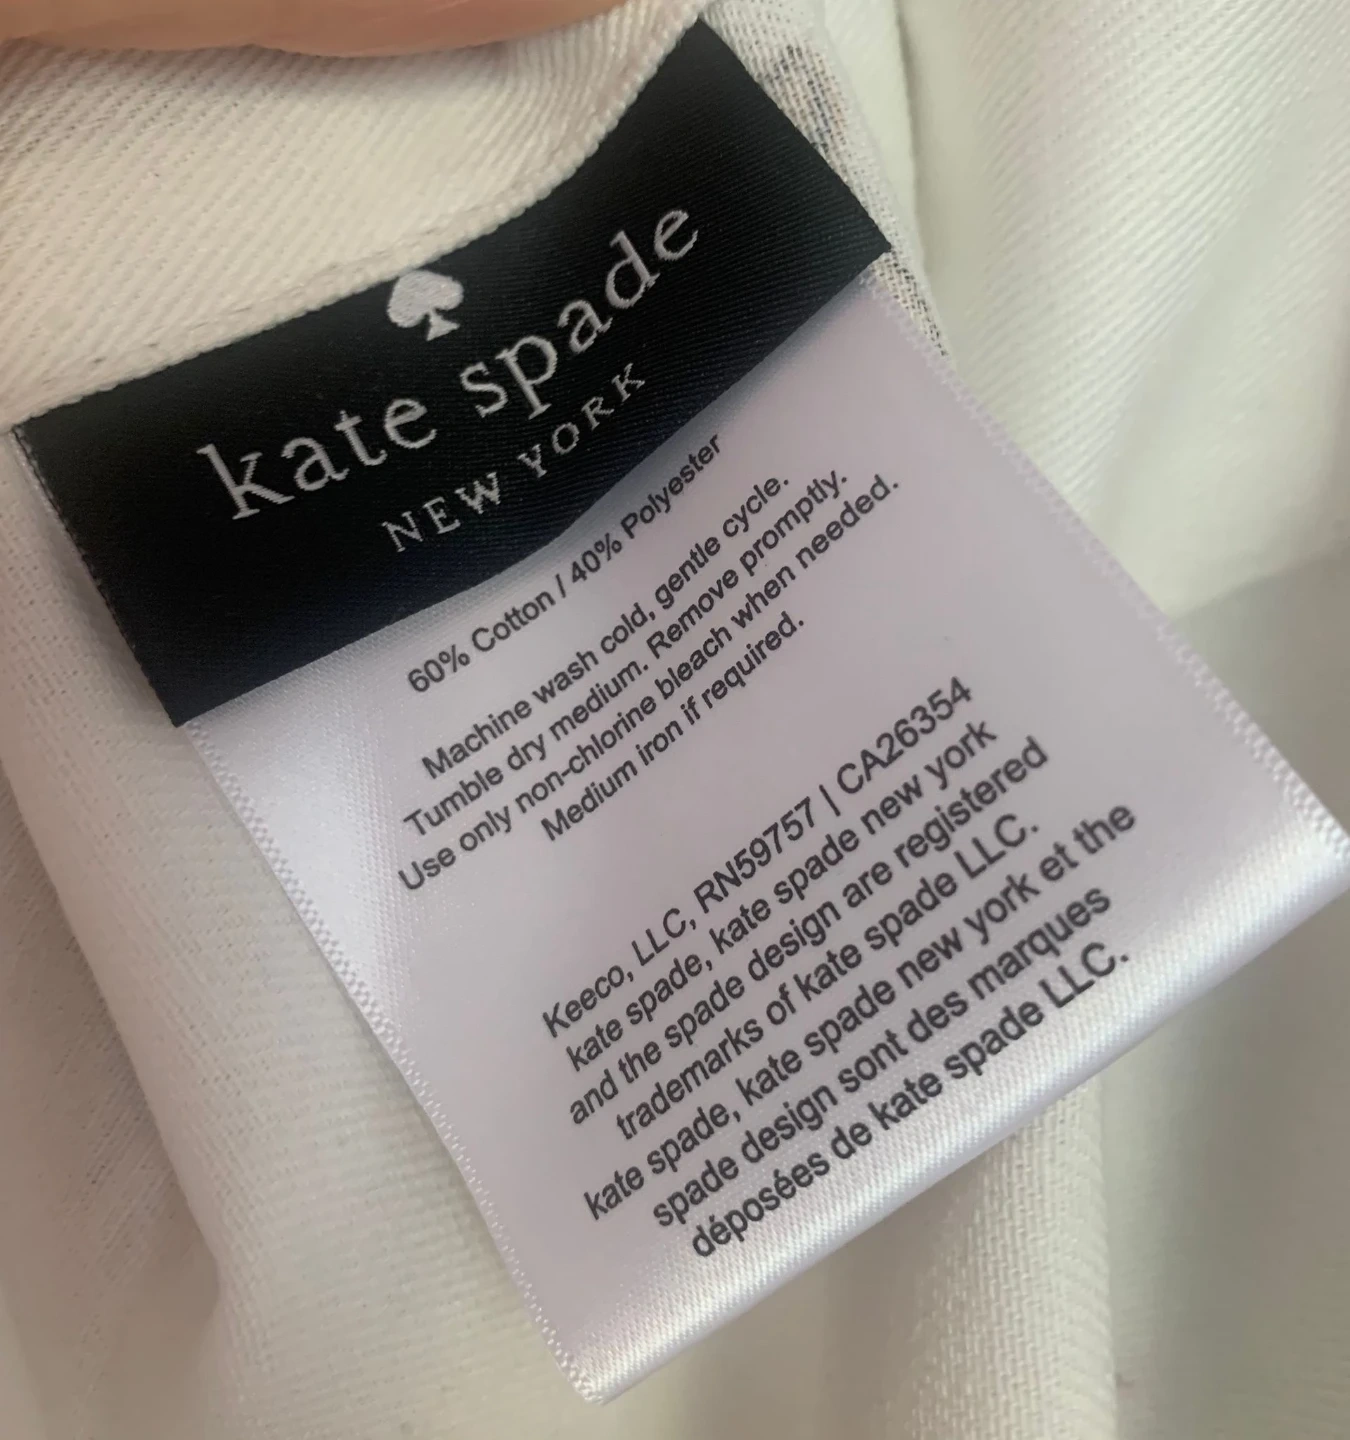 kate spade
NEW YORK
60% Cotton / 40% Polyester
Machine wash cold, gentle cycle.
Tumble dry medium. Remove promptly.
Use only non-chlorine bleach when needed.
Medium iron if required.
Keeco, LLC, RN59757 | CA26354
kate spade, kate spade new york
and the spade design are registered
trademarks of kate spade LLC.
kate spade, kate spade new york et the
spade design sont des marques
déposées de kate spade LLC.